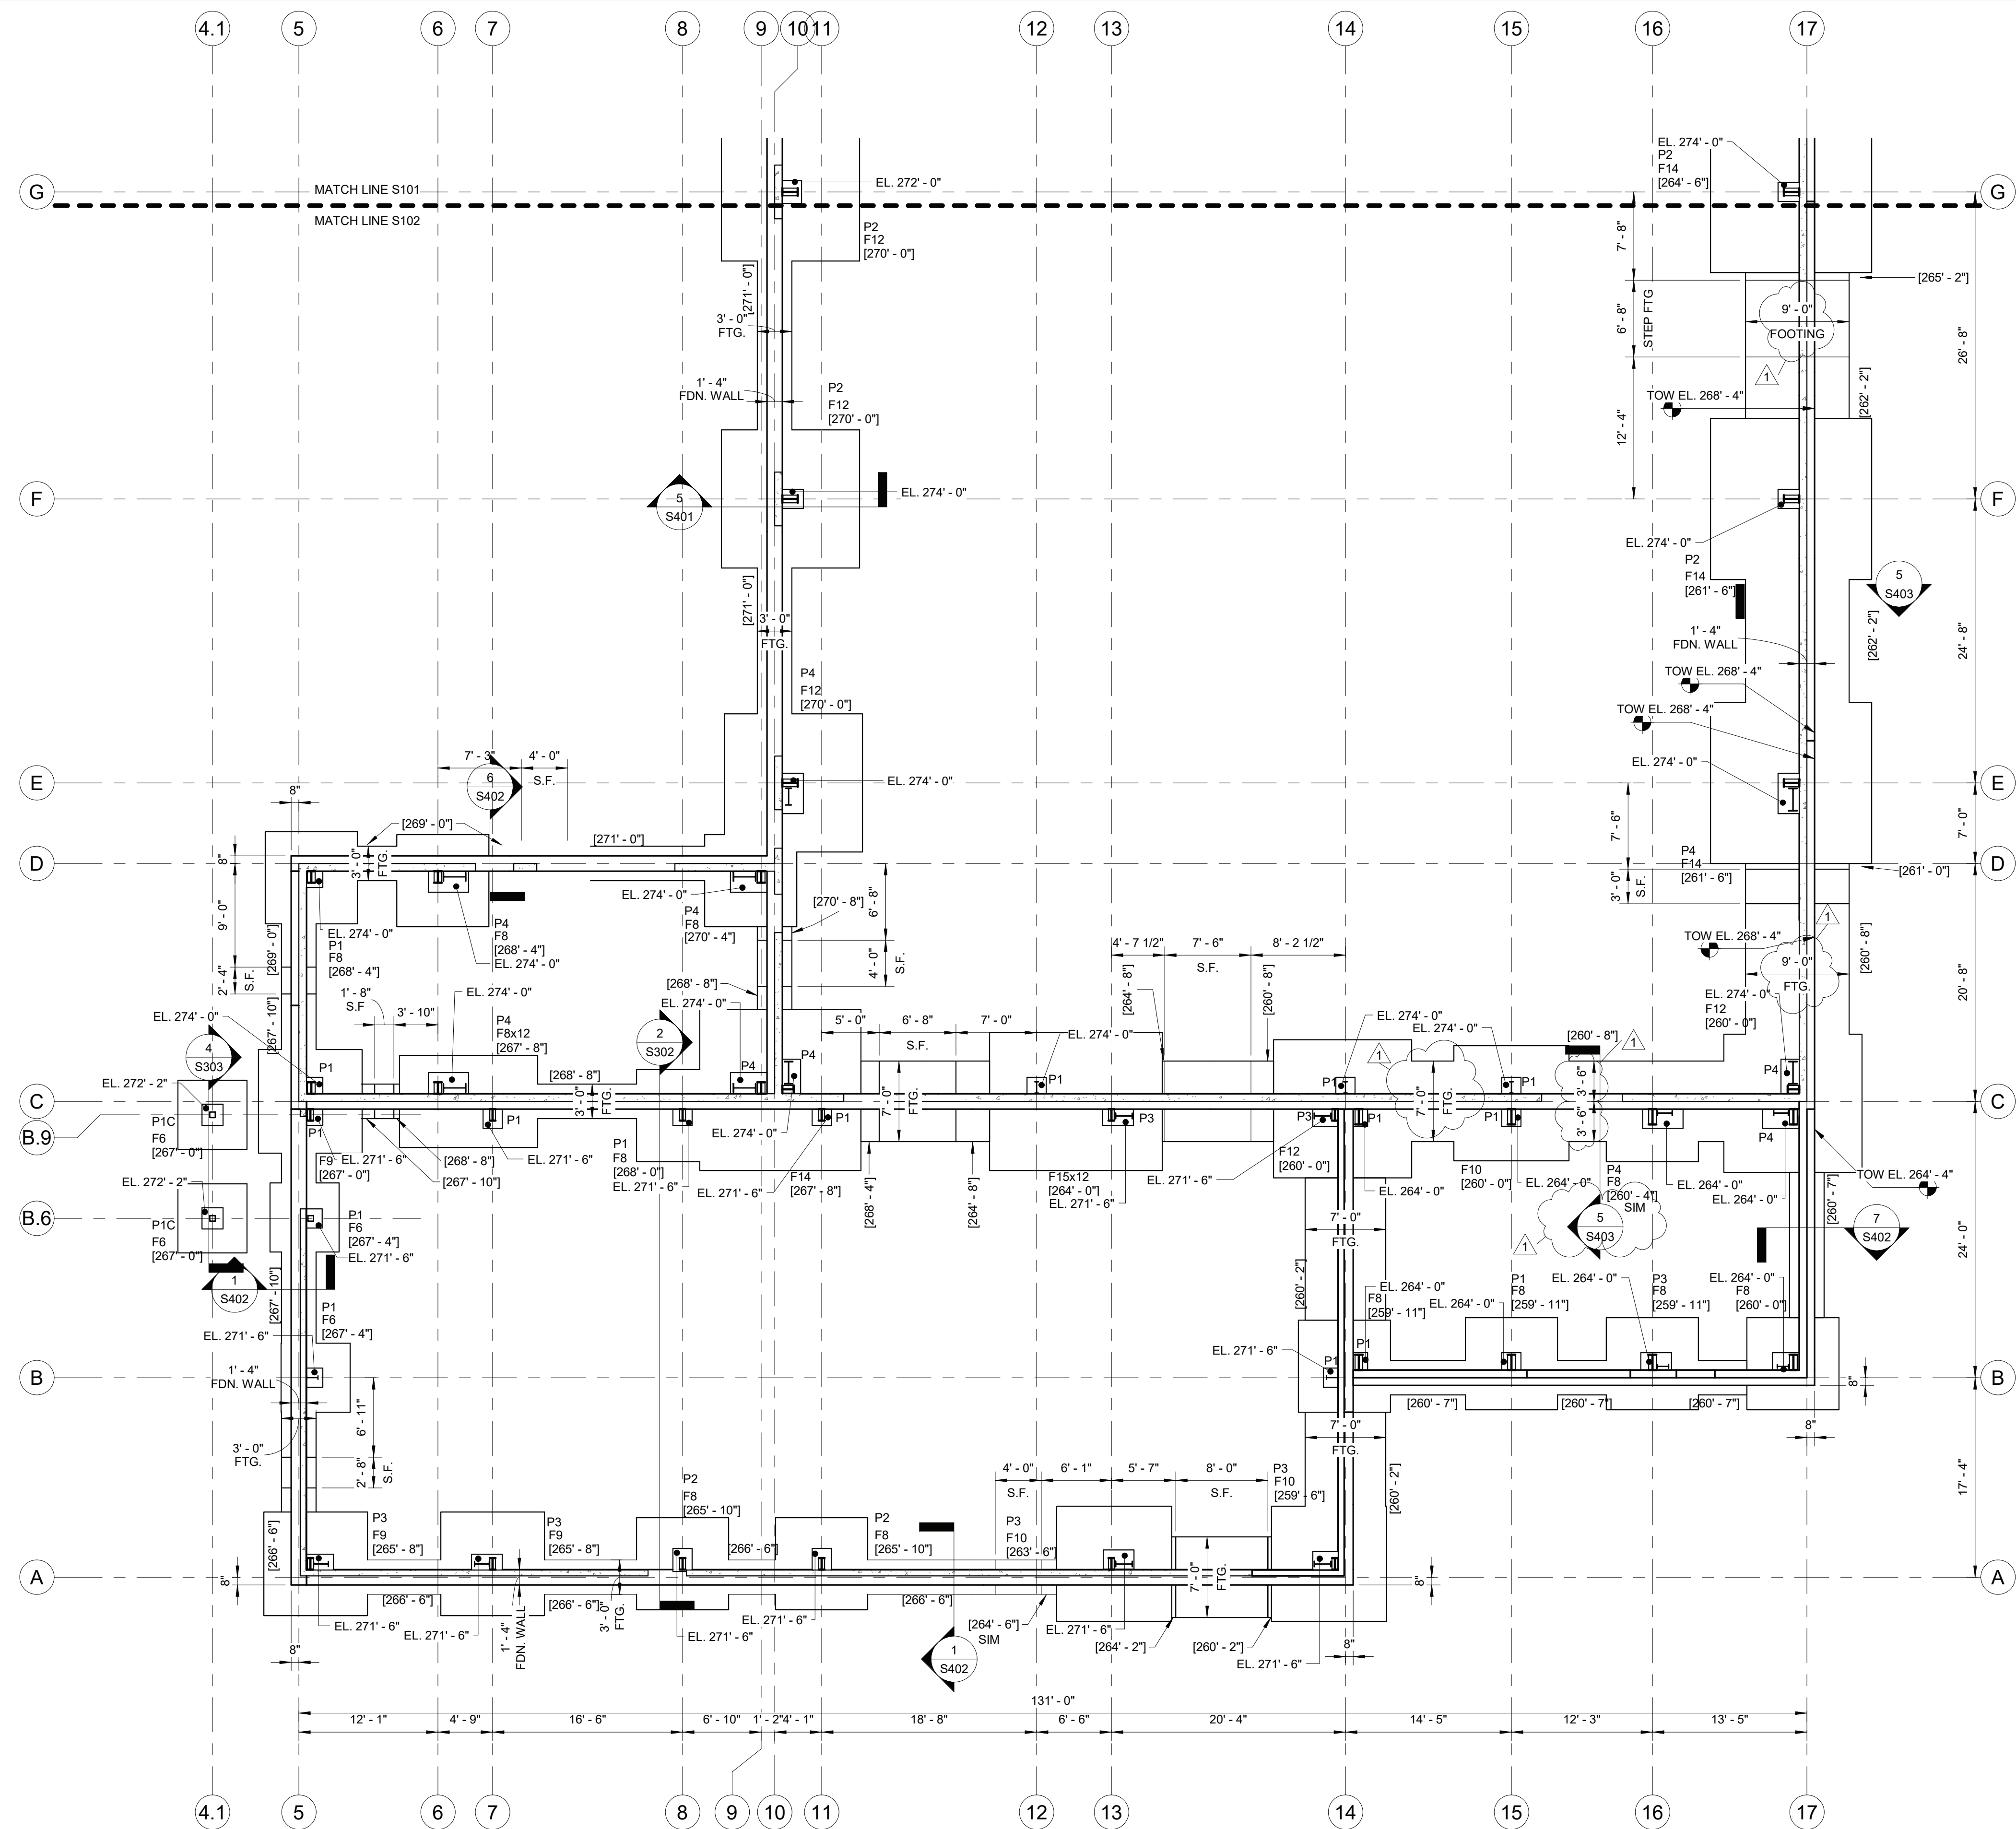 4.1
5
6
7
8
9
10
11
12
13
14
15
16
17
G
MATCH LINE S101
MATCH LINE S102
EL. 272' - 0"
P2
F12
[270' - 0"]
EL. 274' - 0"
P2
F14
[264' - 6"]
G
7' - 8"
[265' - 2"]
[271' - 0"]
3' - 0"
FTG.
6' - 8"
STEP FTG
9' - 0"
FOOTING
1
26' - 8"
1' - 4"
FDN. WALL
P2
F12
[270' - 0"]
TOW EL. 268' - 4"
[262' - 2"]
12' - 4"
F
5
S401
EL. 274' - 0"
EL. 274' - 0"
P2
F14
[261' - 6"]
F
5
S403
[271' - 0"]
3' - 0"
FTG.
1' - 4"
FDN. WALL
[262' - 2"]
24' - 8"
P4
F12
[270' - 0"]
TOW EL. 268' - 4"
TOW EL. 268' - 4"
7' - 3"
4' - 0"
S.F.
6
S402
E
EL. 274' - 0"
EL. 274' - 0"
E
8"
[269' - 0"]
[271' - 0"]
7' - 6"
7' - 0"
D
8"
3' - 0"
FTG.
P4
F14
[261' - 6"]
3' - 0"
S.F.
[261' - 0"]
D
EL. 274' - 0"
[270' - 8"]
6' - 8"
9' - 0"
EL. 274' - 0"
P1
F8
[268' - 4"]
P4
F8
[268' - 4"]
EL. 274' - 0"
P4
F8
[270' - 4"]
[269' - 0"]
2' - 4"
S.F.
4' - 0"
S.F.
4' - 7 1/2"
7' - 6"
S.F.
8' - 2 1/2"
1
TOW EL. 268' - 4"
9' - 0"
FTG.
[260' - 8"]
20' - 8"
1' - 8"
S.F
3' - 10"
EL. 274' - 0"
[268' - 8"]
EL. 274' - 0"
[264' - 8"]
[260' - 8"]
EL. 274' - 0"
F12
[260' - 0"]
EL. 274' - 0"
[267' - 10"]
P4
F8x12
[267' - 8"]
2
S302
5' - 0"
6' - 8"
S.F.
7' - 0"
EL. 274' - 0"
EL. 274' - 0"
EL. 274' - 0"
[260' - 8"]
1
1
4
S303
P1
[268' - 8"]
P4
P4
P1
P1
P1
P4
EL. 272' - 2"
C
3' - 0"
FTG.
7' - 0"
FTG.
7' - 0"
FTG.
3' - 6"
3' - 6"
C
B.9
P1C
F6
[267' - 0"]
P1
P1
P1
P3
P3
P1
P1
P4
EL. 274' - 0"
F9
[267' - 0"]
EL. 271' - 6"
[268' - 8"]
[267' - 10"]
EL. 271' - 6"
P1
F8
[268' - 0"]
EL. 271' - 6"
EL. 271' - 6"
F14
[267' - 8"]
[268' - 4"]
[264' - 8"]
F15x12
[264' - 0"]
EL. 271' - 6"
F12
[260' - 0"]
EL. 271' - 6"
EL. 264' - 0"
F10
[260' - 0"]
EL. 264' - 0"
P4
F8
[260' - 4"]
SIM
EL. 264' - 0"
EL. 264' - 0"
TOW EL. 264' - 4"
[260' - 7"]
EL. 272' - 2"
B.6
P1C
F6
[267' - 0"]
P1
F6
[267' - 4"]
EL. 271' - 6"
7' - 0"
FTG.
1
5
S403
7
S402
24' - 0"
1
S402
[267' - 10"]
[260' - 2"]
P1
F6
[267' - 4"]
EL. 271' - 6"
EL. 264' - 0"
F8
[259' - 11"]
EL. 264' - 0"
P1
F8
[259' - 11"]
EL. 264' - 0"
P3
F8
[259' - 11"]
EL. 264' - 0"
F8
[260' - 0"]
EL. 271' - 6"
P1
P1
B
1' - 4"
FDN. WALL
8"
B
[260' - 7"]
[260' - 7"]
[260' - 7"]
8"
6' - 11"
3' - 0"
FTG.
7' - 0"
FTG.
2' - 8"
S.F.
P2
F8
[265' - 10"]
4' - 0"
S.F.
6' - 1"
5' - 7"
8' - 0"
S.F.
P3
F10
[259' - 6"]
[260' - 2"]
17' - 4"
[266' - 6"]
P3
F9
[265' - 8"]
P3
F9
[265' - 8"]
[266' - 6"]
P2
F8
[265' - 10"]
P3
F10
[263' - 6"]
A
8"
7' - 0"
FTG.
8"
A
[266' - 6"]
[266' - 6"]
[266' - 6"]
EL. 271' - 6"
EL. 271' - 6"
1' - 4"
FDN. WALL
3' - 0"
FTG.
EL. 271' - 6"
EL. 271' - 6"
[264' - 6"]
SIM
EL. 271' - 6"
[264' - 2"]
[260' - 2"]
EL. 271' - 6"
8"
8"
1
S402
131' - 0"
12' - 1"
4' - 9"
16' - 6"
6' - 10"
1' - 2"
4' - 1"
18' - 8"
6' - 6"
20' - 4"
14' - 5"
12' - 3"
13' - 5"
4.1
5
6
7
8
9
10
11
12
13
14
15
16
17